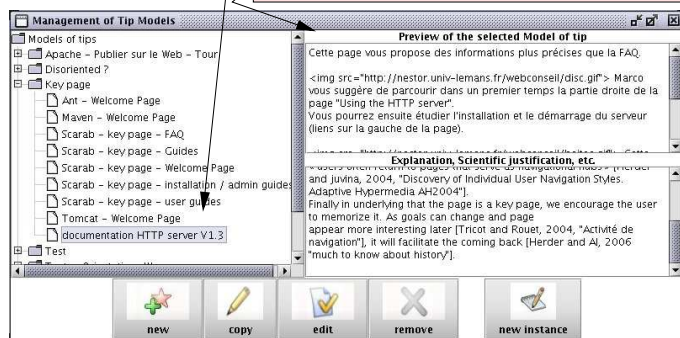 Management of Tip Models
Models of tips
Apache - Publier sur le Web - Tour
Disoriented ?
Key page
Ant - Welcome Page
Maven - Welcome Page
Scarab - key page - FAQ
Scarab - key page - Guides
Scarab - key page - Welcome Page
Scarab - key page - installation / admin guides
Scarab - key page - user guides
Tomcat - Welcome Page
documentation HTTP server V1.3
Test
Preview of the selected Model of tip
Cette page vous propose des informations plus précises que la FAQ.
<img src="http://nestor.univ-lemans.fr/webconseil/disc.gif"> Marco
vous suggère de parcourir dans un premier temps la partie droite de la
page "Using the HTTP server".
Vous pourrez ensuite étudier l'installation et le démarrage du serveur
(liens sur la gauche de la page).
Explanation, Scientific justification, etc.
and Juvina, 2004, "Discovery of Individual User Navigation Styles.
Adaptive Hypermedia AH2004"].
Finally in underlying that the page is a key page, we encourage the user
to memorize it. As goals can change and page
appear more interesting later [Tricot and Rouet, 2004, "Activité de
navigation"], it will facilitate the coming back [Herder and Al, 2006
"much to know about history"].
new
copy
edit
remove
new instance